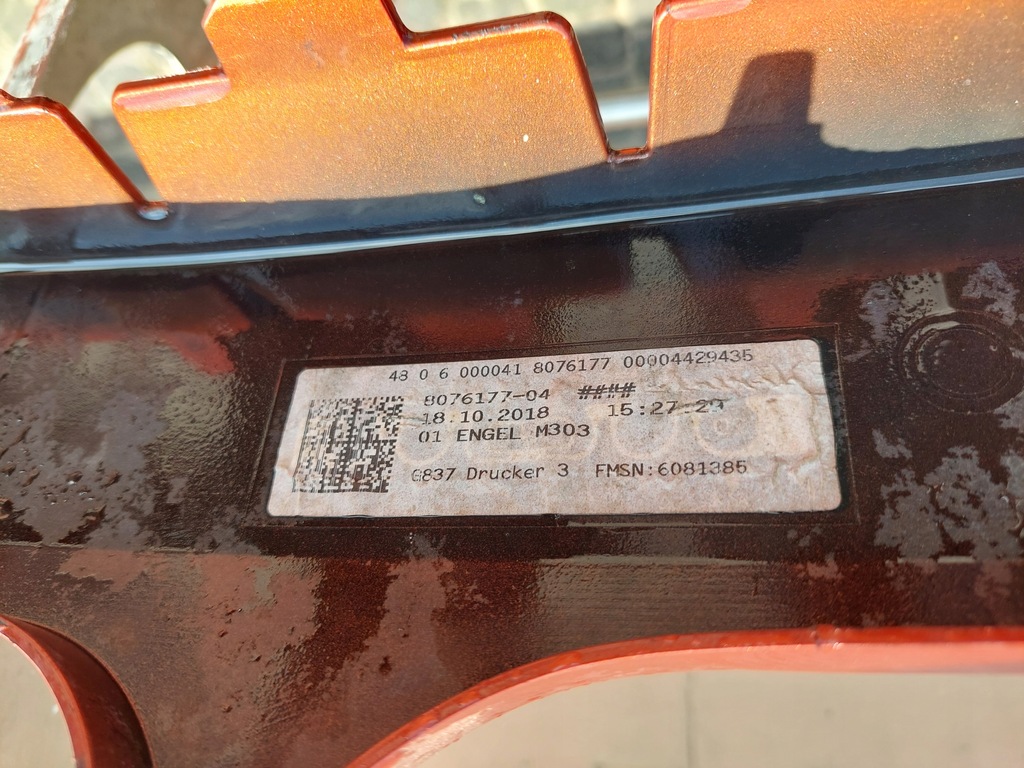 48 0 6 000041 8076177 00004429435
8076177-04 ####
18.10.2018 15:27:29
01 ENGEL M303
G837 Drucker 3 FMSN:6081385